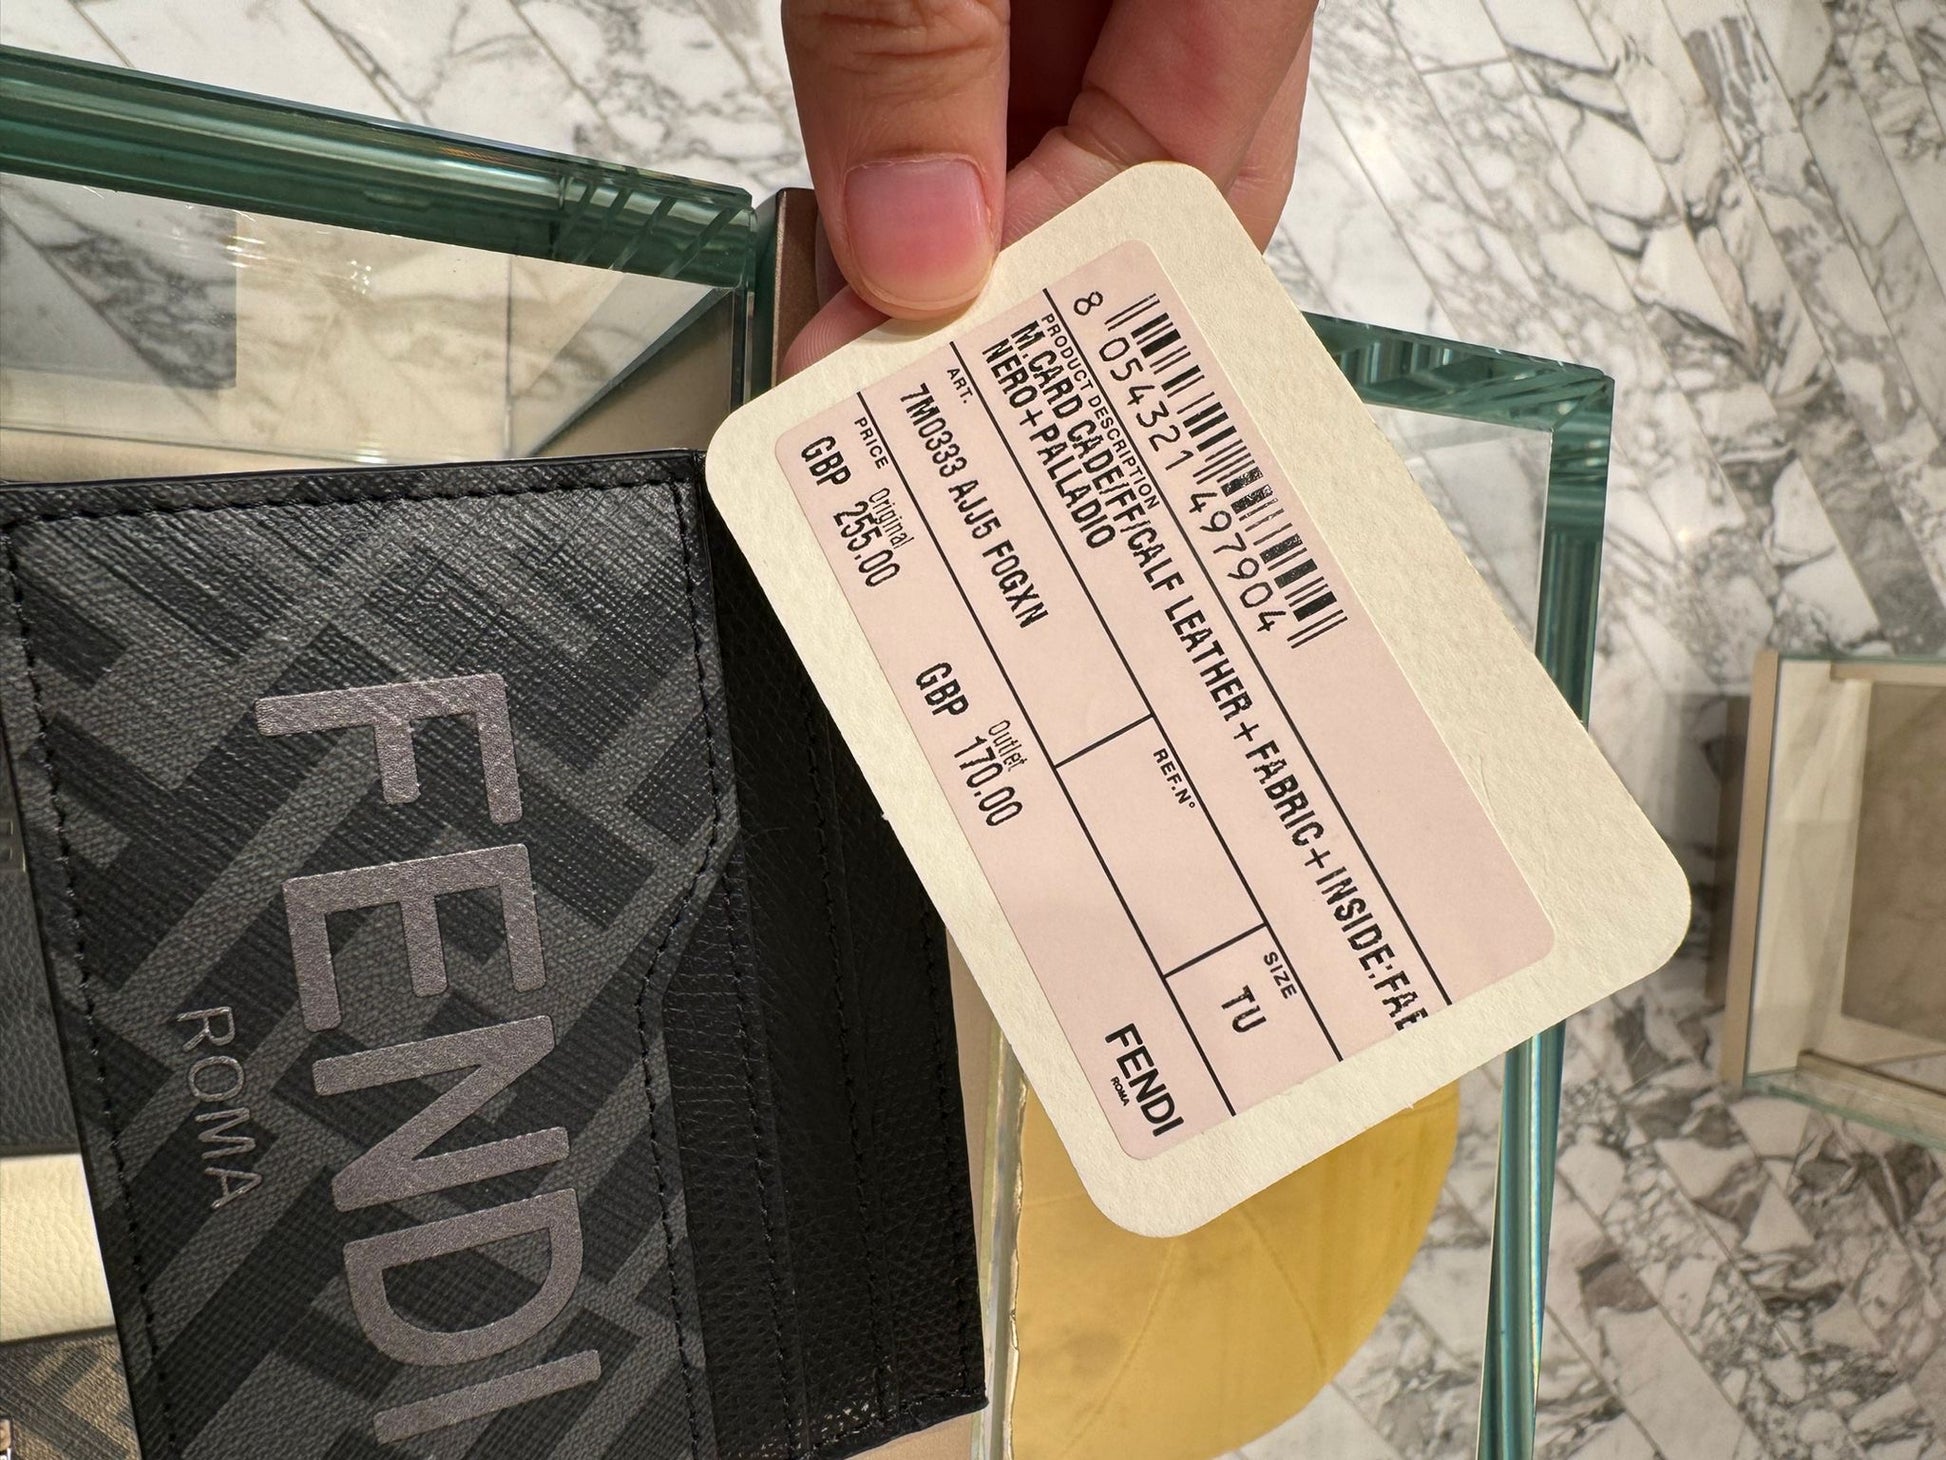 8 054321 497904
PRODUCT DESCRIPTION
M.CARD CADE/FF/CALF LEATHER+FABRIC+INSIDE:FAB
NERO+PALLADIO
ART.
7M0333 AJJ5 F0GXN
REF.N°
SIZE
TU
PRICE
Original
GBP 255.00
Outlet
GBP 170.00
FENDI
ROMA
FENDI
ROMA